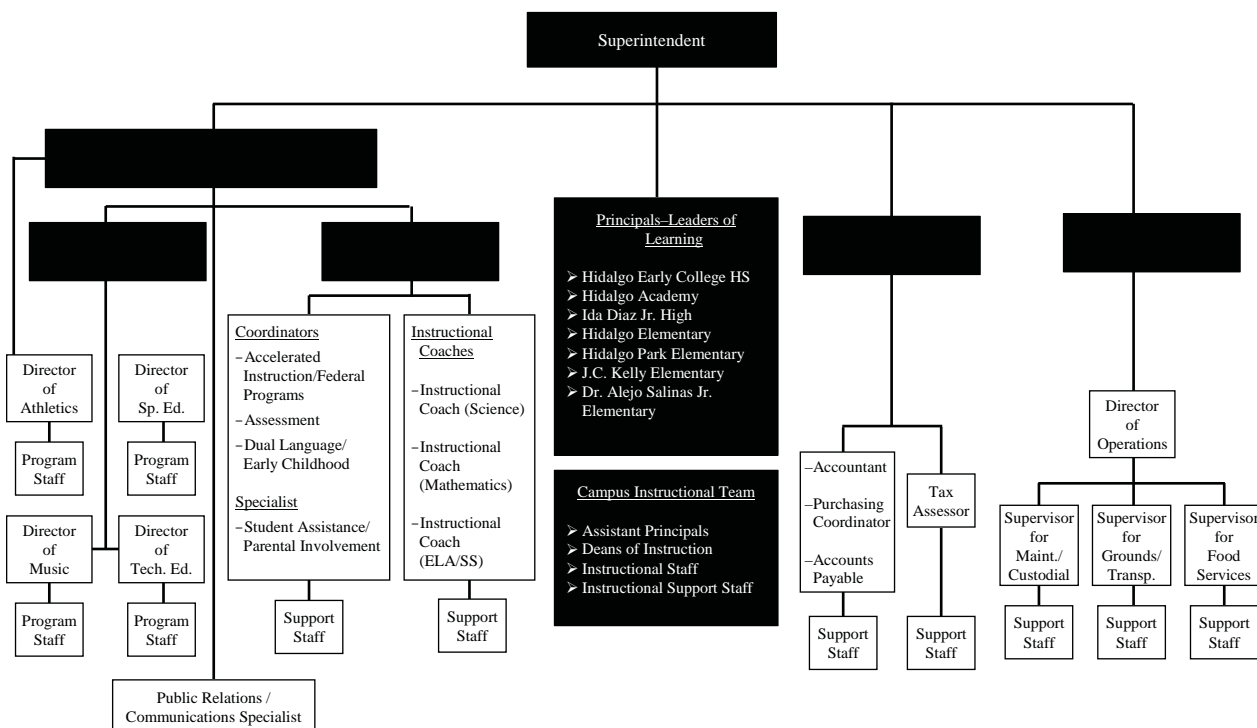 Superintendent
Principals–Leaders of
Learning
➢ Hidalgo Early College HS
➢ Hidalgo Academy
➢ Ida Diaz Jr. High
➢ Hidalgo Elementary
➢ Hidalgo Park Elementary
➢ J.C. Kelly Elementary
➢ Dr. Alejo Salinas Jr.
Elementary
Campus Instructional Team
➢ Assistant Principals
➢ Deans of Instruction
➢ Instructional Staff
➢ Instructional Support Staff
Director
of
Athletics
Program
Staff
Director
of
Sp. Ed.
Program
Staff
Director
of
Music
Program
Staff
Director
of
Tech. Ed.
Program
Staff
Coordinators
–Accelerated
Instruction/Federal
Programs
–Assessment
–Dual Language/
Early Childhood
Specialist
–Student Assistance/
Parental Involvement
Support
Staff
Instructional
Coaches
–Instructional
Coach (Science)
–Instructional
Coach
(Mathematics)
–Instructional
Coach
(ELA/SS)
Support
Staff
Public Relations /
Communications Specialist
–Accountant
–Purchasing
Coordinator
–Accounts
Payable
Support
Staff
Tax
Assessor
Support
Staff
Director
of
Operations
Supervisor
for
Maint./
Custodial
Support
Staff
Supervisor
for
Grounds/
Transp.
Support
Staff
Supervisor
for
Food
Services
Support
Staff